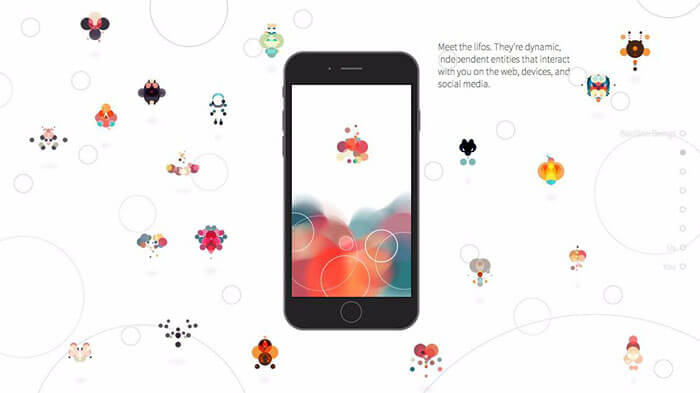 Meet the lifos. They're dynamic,
independent entities that interact
with you on the web, devices, and
social media.
Us
You